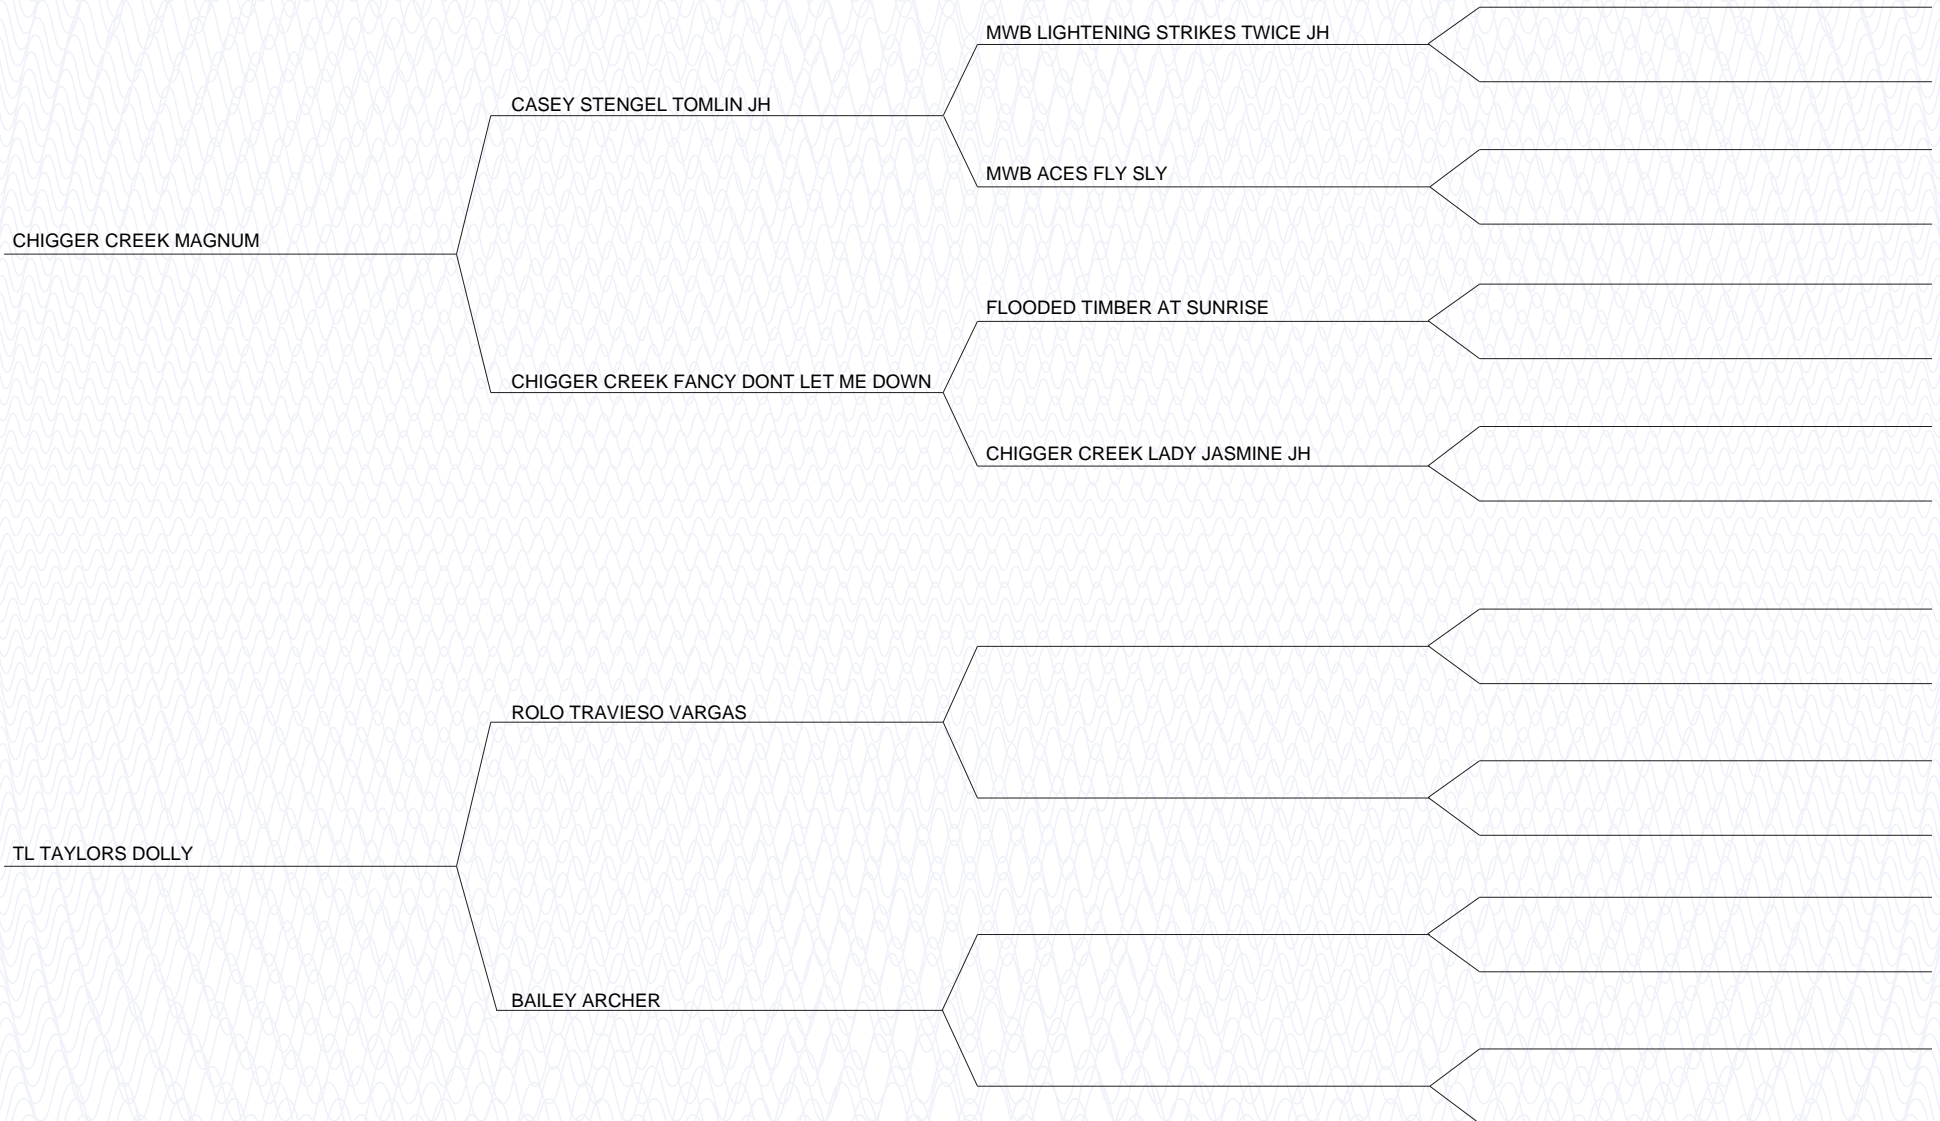 MWB LIGHTENING STRIKES TWICE JH
CASEY STENGEL TOMLIN JH
MWB ACES FLY SLY
CHIGGER CREEK MAGNUM
FLOODED TIMBER AT SUNRISE
CHIGGER CREEK FANCY DONT LET ME DOWN
CHIGGER CREEK LADY JASMINE JH
ROLO TRAVIESO VARGAS
TL TAYLORS DOLLY
BAILEY ARCHER